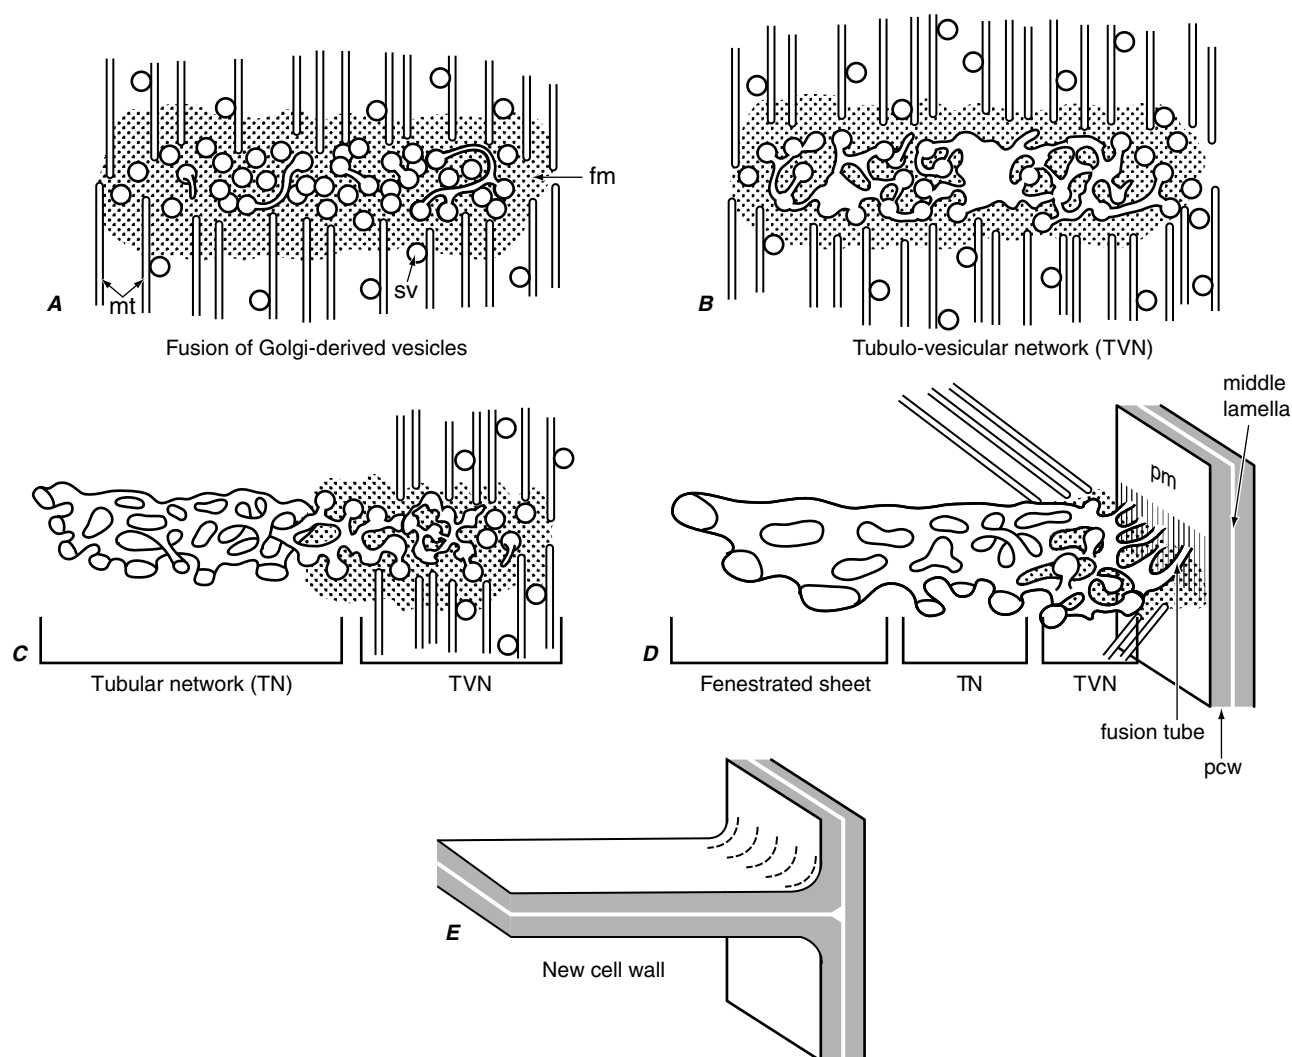 fm
sv
mt
A
Fusion of Golgi-derived vesicles
B
Tubulo-vesicular network (TVN)
C
Tubular network (TN)
TVN
middle
lamella
pm
D
Fenestrated sheet
TN
TVN
fusion tube
pcw
E
New cell wall